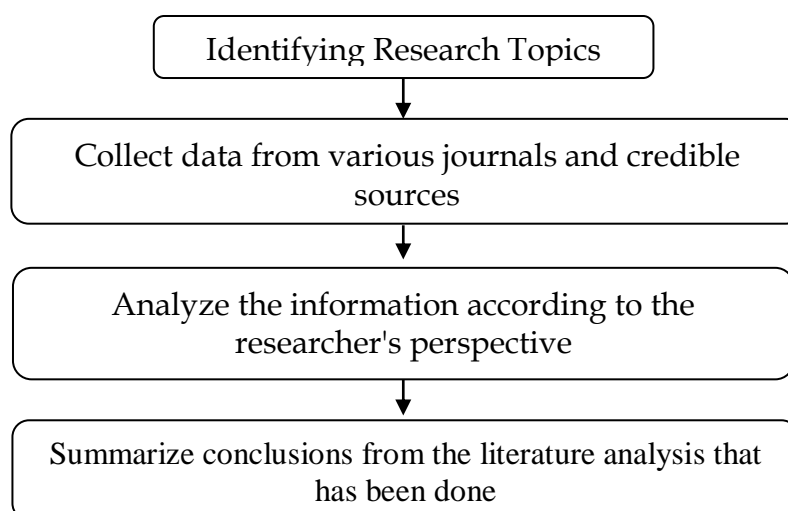 Identifying Research Topics
Collect data from various journals and credible
sources
Analyze the information according to the
researcher's perspective
Summarize conclusions from the literature analysis that
has been done